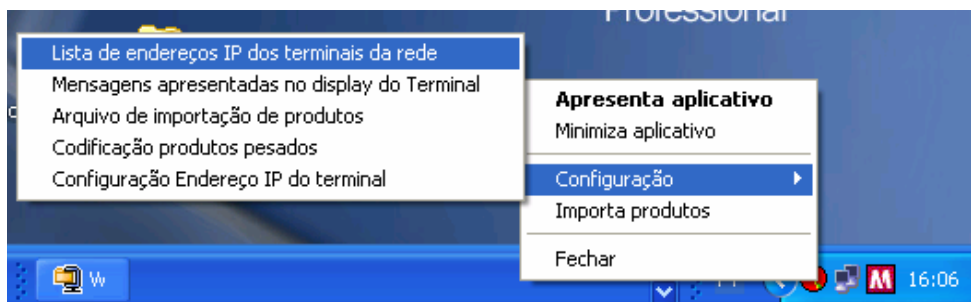 Professional
Lista de endereços IP dos terminais da rede
Mensagens apresentadas no display do Terminal
Arquivo de importação de produtos
Codificação produtos pesados
Configuração Endereço IP do terminal
Apresenta aplicativo
Minimiza aplicativo
Configuração
Importa produtos
Fechar
W
16:06